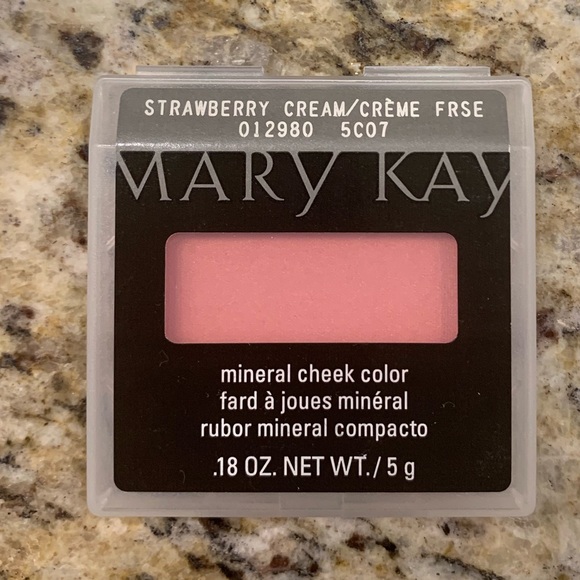 STRAWBERRY CREAM/CRÈME FRSE
012980 5C07
MARY KAY
mineral cheek color
fard à joues minéral
rubor mineral compacto
.18 OZ. NET WT./5 g